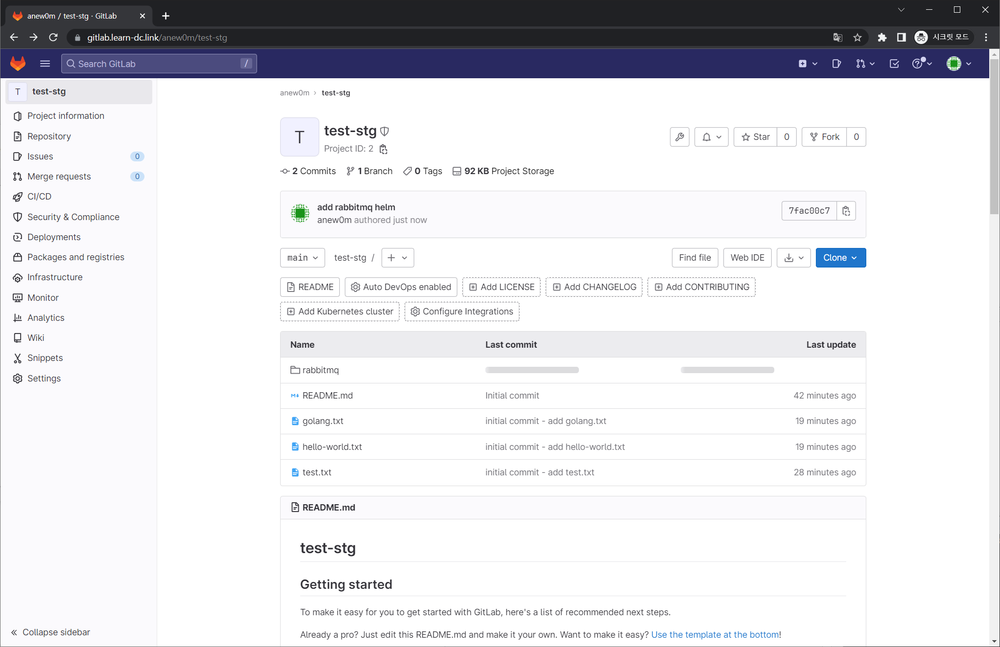 anew0m / test-stg · GitLab
gitlab.learn-dc.link/anew0m/test-stg
시크릿 모드
Search GitLab
/
T test-stg
Project information
Repository
Issues 0
Merge requests 0
CI/CD
Security & Compliance
Deployments
Packages and registries
Infrastructure
Monitor
Analytics
Wiki
Snippets
Settings
Collapse sidebar
anew0m › test-stg
T
test-stg
Project ID: 2
Star 0
Fork 0
2 Commits 1 Branch 0 Tags 92 KB Project Storage
add rabbitmq helm
anew0m authored just now
7fac00c7
main test-stg / +
Find file Web IDE Clone
README Auto DevOps enabled Add LICENSE Add CHANGELOG Add CONTRIBUTING
Add Kubernetes cluster Configure Integrations
Name Last commit Last update
rabbitmq
README.md Initial commit 42 minutes ago
golang.txt initial commit - add golang.txt 19 minutes ago
hello-world.txt initial commit - add hello-world.txt 19 minutes ago
test.txt initial commit - add test.txt 28 minutes ago
README.md
test-stg
Getting started
To make it easy for you to get started with GitLab, here's a list of recommended next steps.
Already a pro? Just edit this README.md and make it your own. Want to make it easy? Use the template at the bottom!